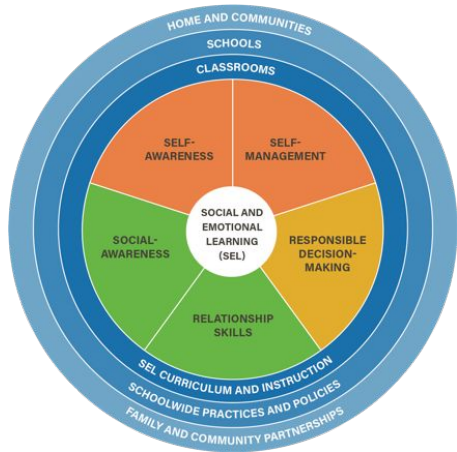 HOME AND COMMUNITIES
SCHOOLS
CLASSROOMS
SELF-
AWARENESS
SELF-
MANAGEMENT
SOCIAL AND
EMOTIONAL
LEARNING
(SEL)
SOCIAL-
AWARENESS
RESPONSIBLE
DECISION-
MAKING
RELATIONSHIP
SKILLS
SEL CURRICULUM AND INSTRUCTION
SCHOOLWIDE PRACTICES AND POLICIES
FAMILY AND COMMUNITY PARTNERSHIPS